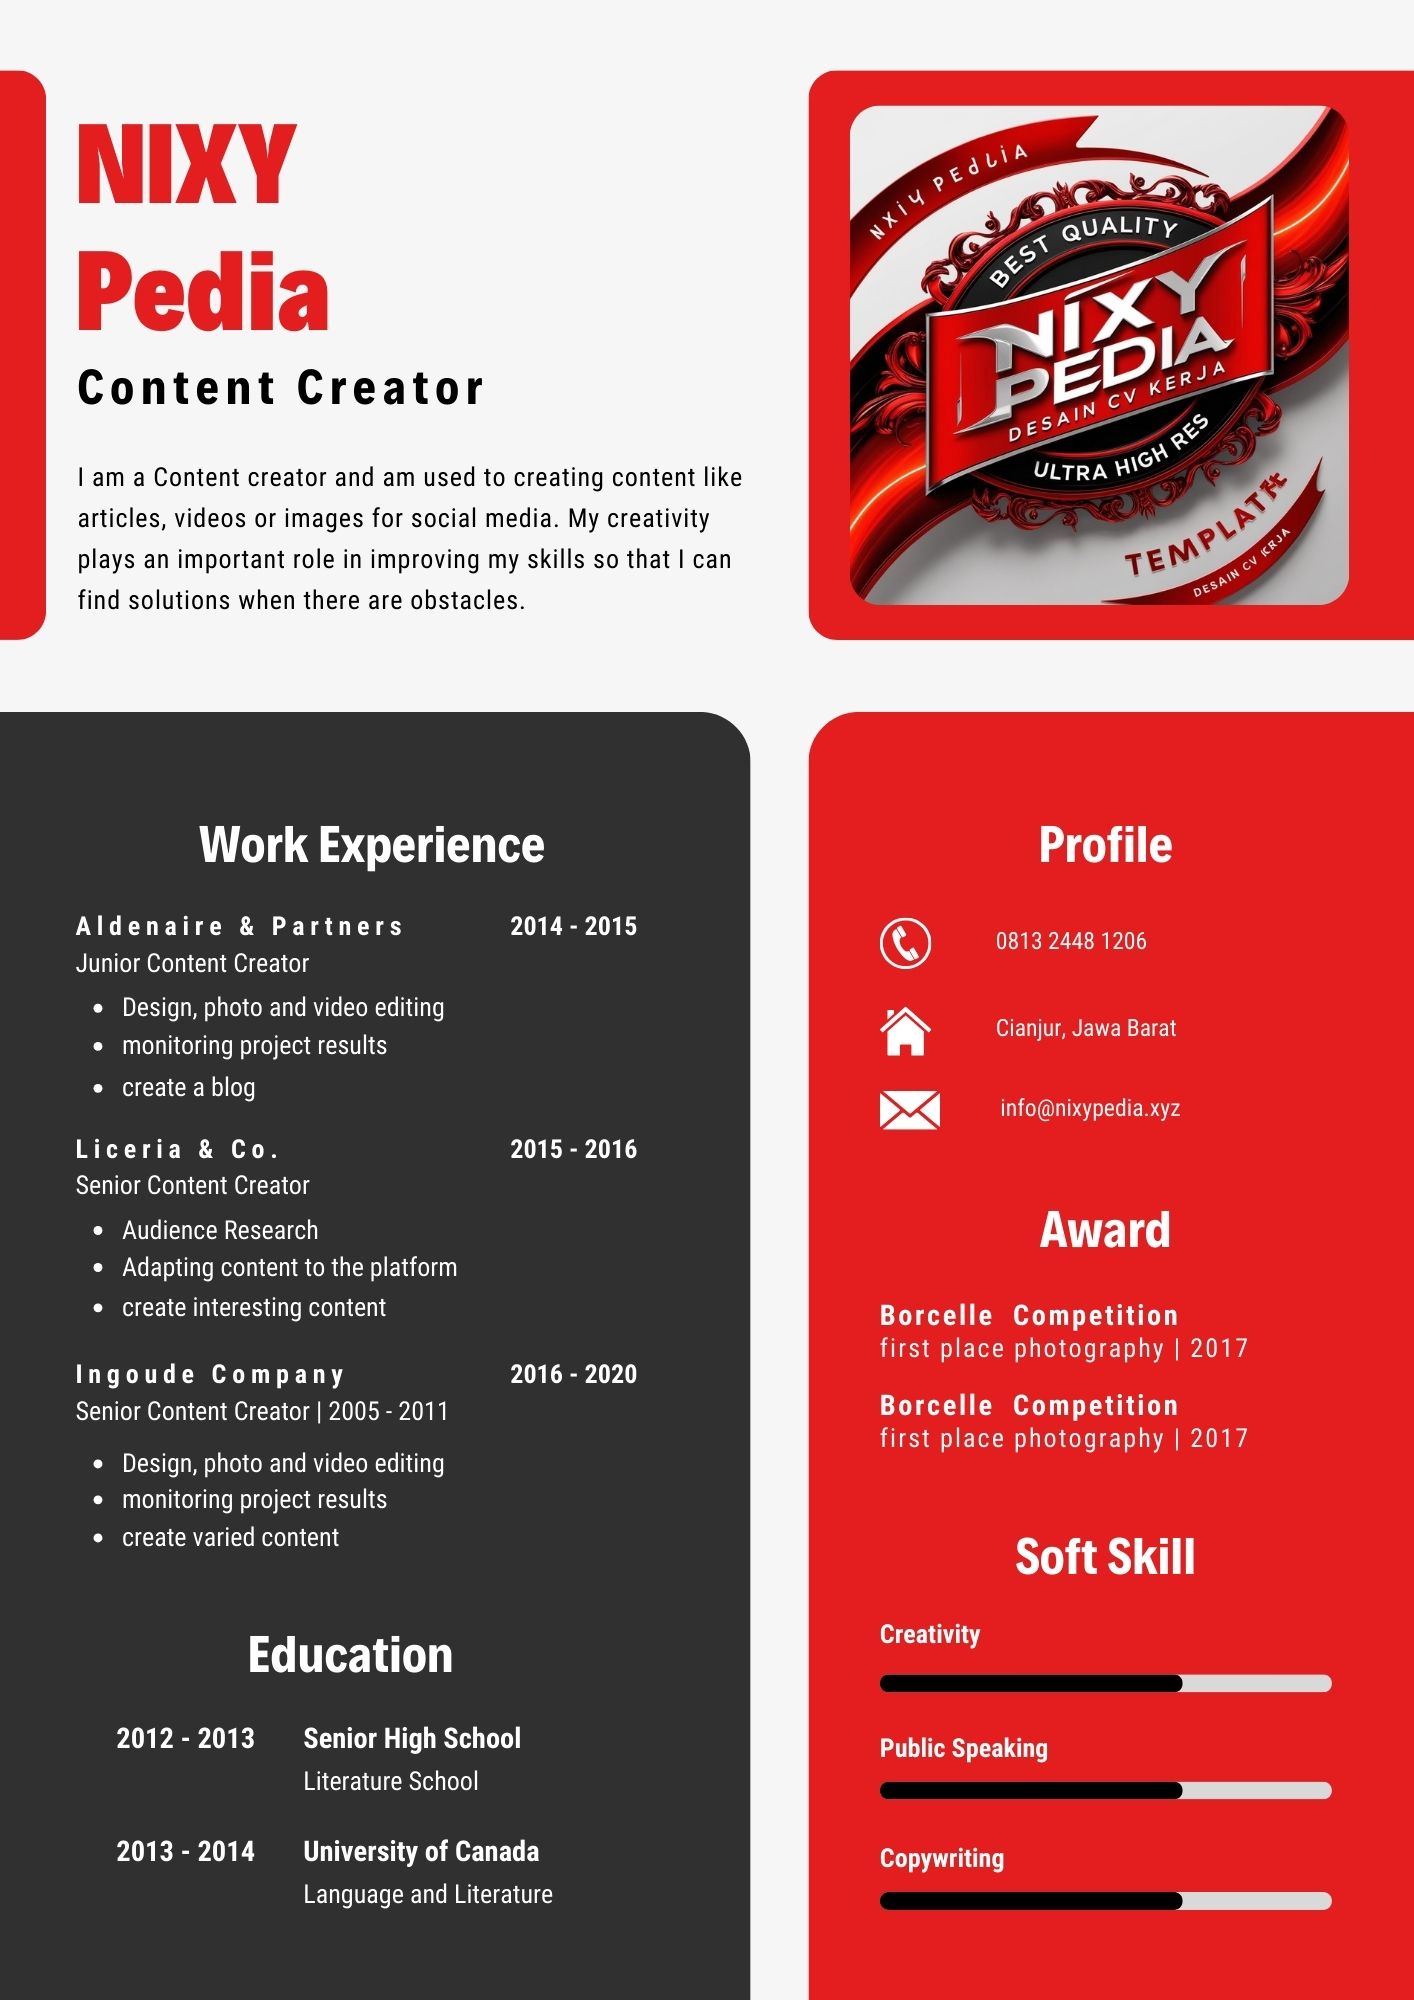 NIXY
Pedia
Content Creator
I am a Content creator and am used to creating content like
articles, videos or images for social media. My creativity
plays an important role in improving my skills so that I can
find solutions when there are obstacles.
NXiY PEdLiA
BEST QUALITY
NIXY
PEDIA
DESAIN CV KERJA
ULTRA HIGH RES
DESAIN CV KRJA
Work Experience
Aldenaire & Partners 2014 - 2015
Junior Content Creator
• Design, photo and video editing
• monitoring project results
• create a blog
Liceria & Co. 2015 - 2016
Senior Content Creator
• Audience Research
• Adapting content to the platform
• create interesting content
Ingoude Company 2016 - 2020
Senior Content Creator | 2005 - 2011
• Design, photo and video editing
• monitoring project results
• create varied content
Education
2012 - 2013 Senior High School
Literature School
2013 - 2014 University of Canada
Language and Literature
Profile
0813 2448 1206
Cianjur, Jawa Barat
info@nixypedia.xyz
Award
Borcelle Competition
first place photography | 2017
Borcelle Competition
first place photography | 2017
Soft Skill
Creativity
Public Speaking
Copywriting